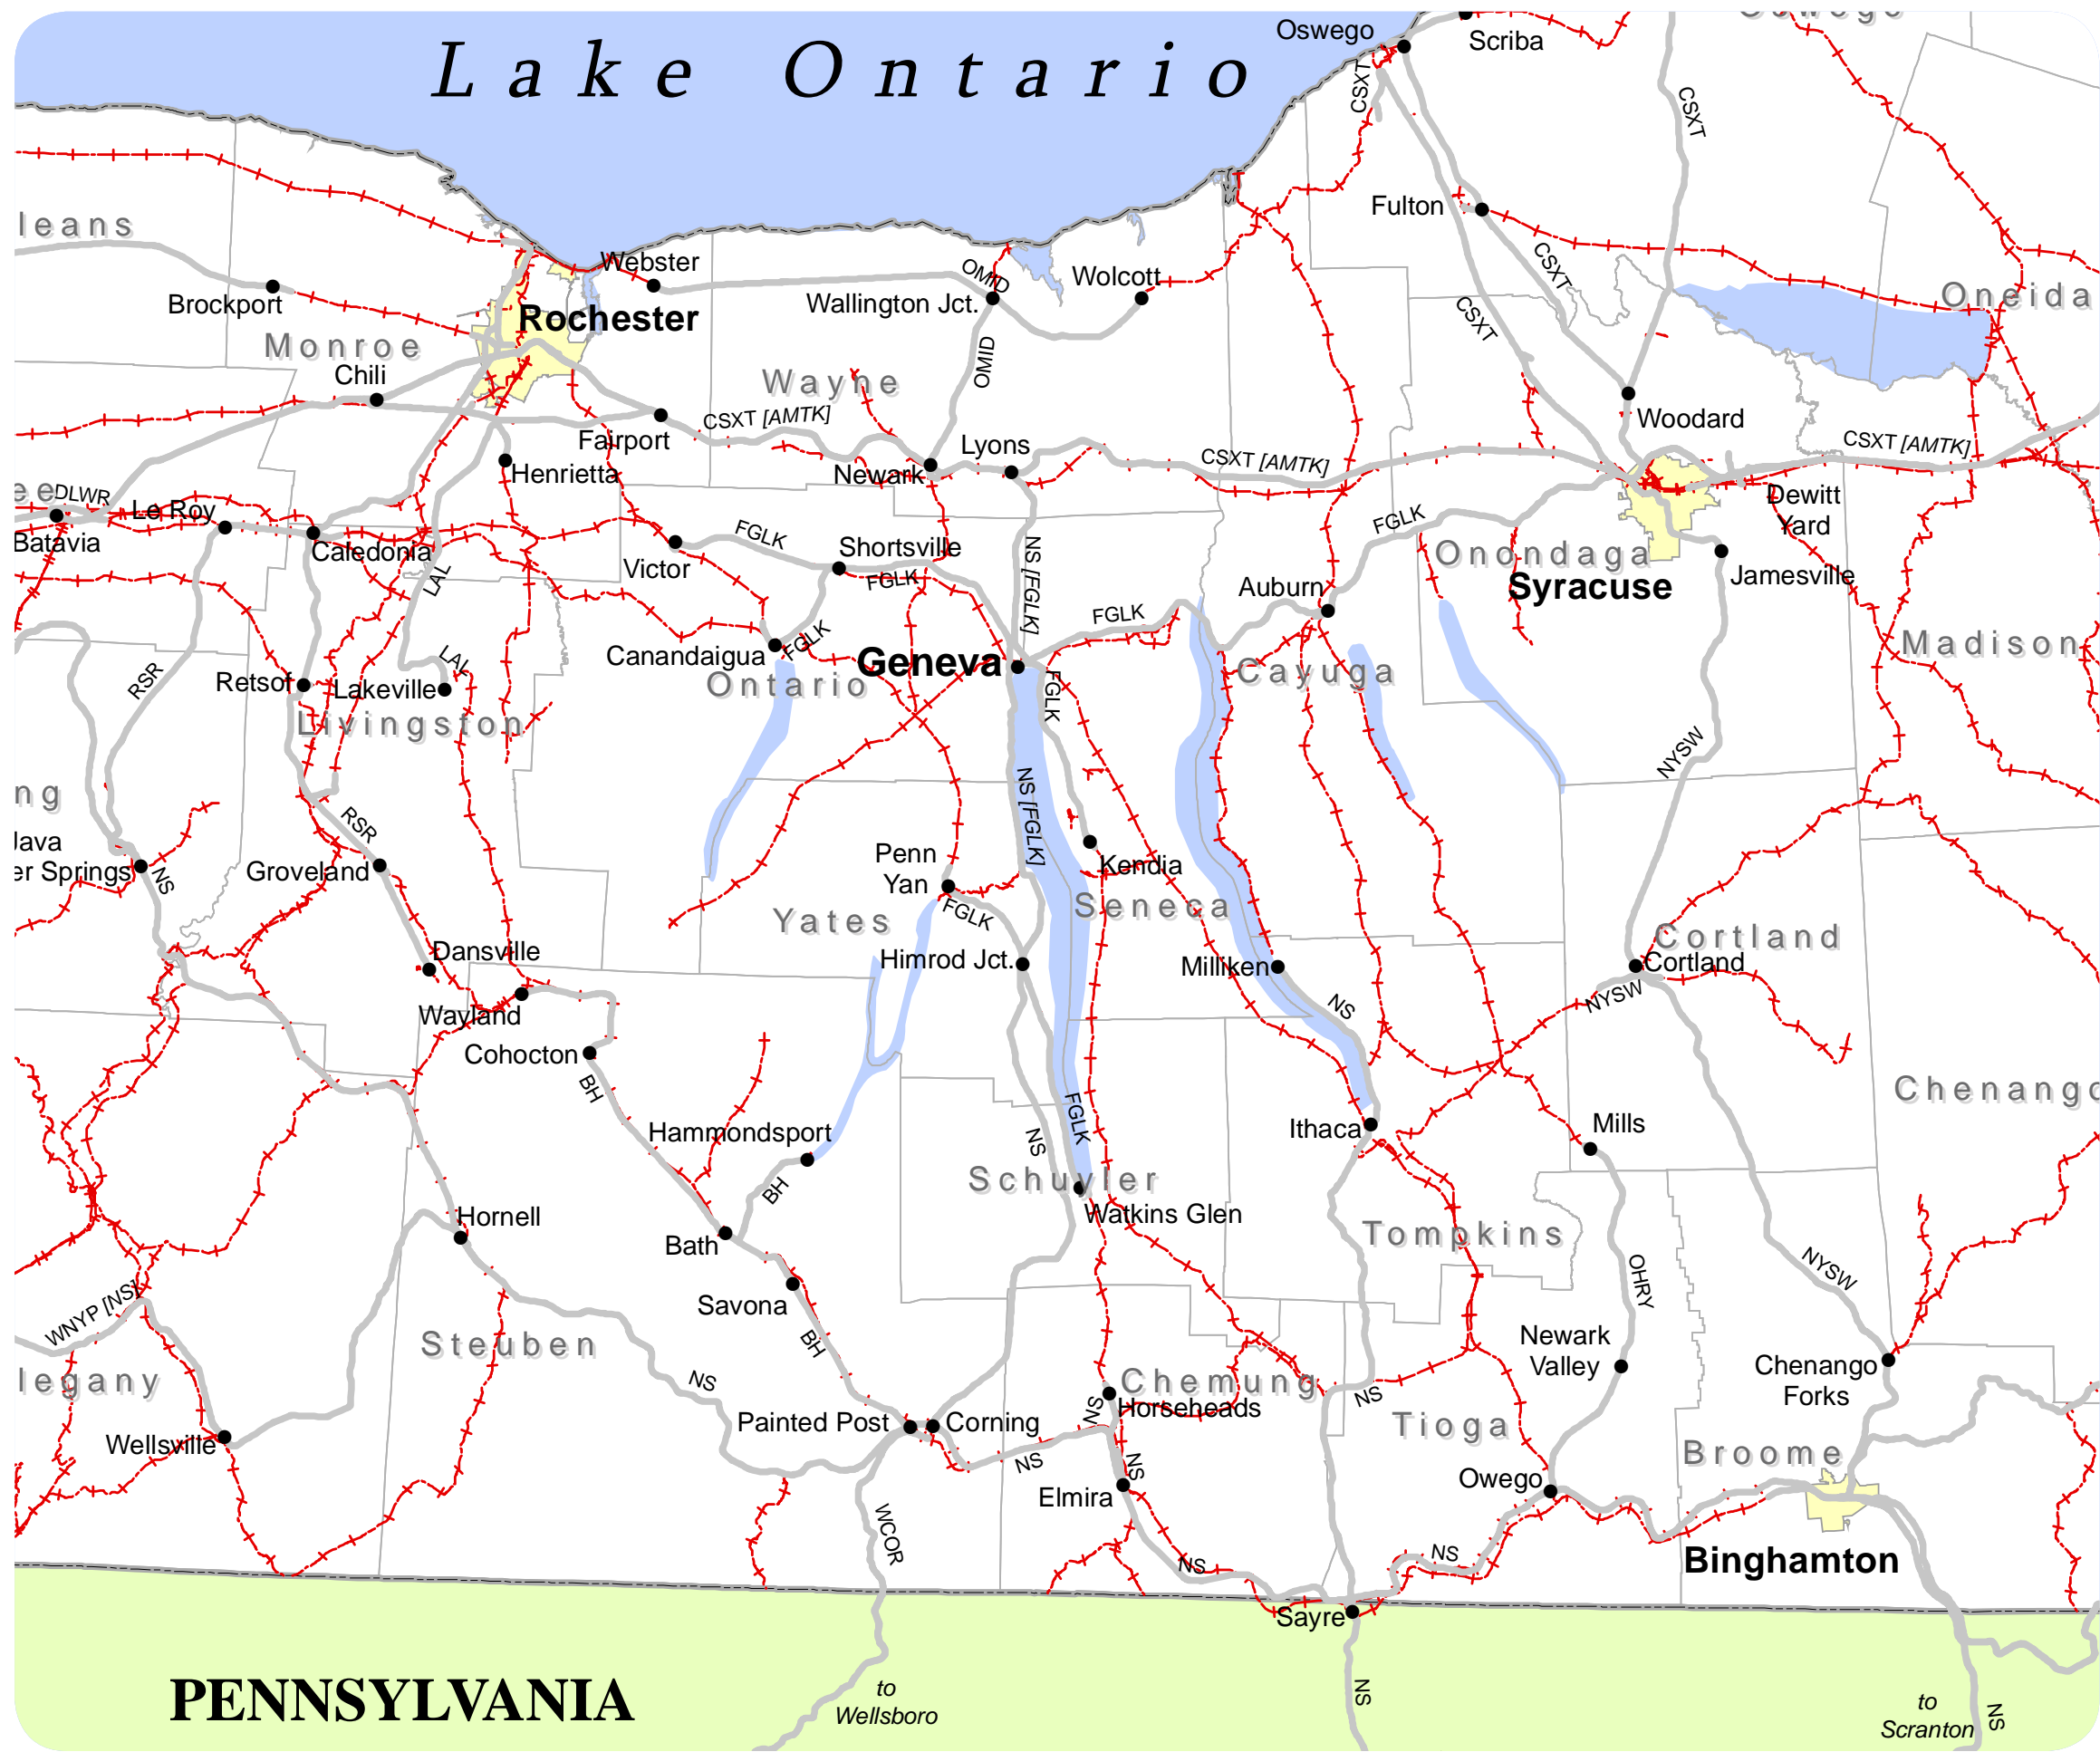 Lake Ontario
Oswego
Scriba
CSXT
CSXT
leans
Fulton
Webster
Brockport
Rochester
OMID
Wallington Jct.
Wolcott
CSXT
CSXT
Oneida
Monroe
Chili
Wayne
OMID
Fairport
CSXT [AMTK]
Woodard
Henrietta
Newark
Lyons
CSXT [AMTK]
CSXT [AMTK]
ee
DLWR
Le Roy
Dewitt
Yard
Batavia
Caledonia
LAL
Victor
FGLK
Shortsville
FGLK
NS [FGLK]
FGLK
Onondaga
Syracuse
Jamesville
Auburn
FGLK
Madison
Canandaigua
FGLK
Geneva
Ontario
Cayuga
FGLK
RSR
Retsof
Lakeville
LAL
Livingston
NYSW
ng
Java
er Springs
NS
RSR
Groveland
NS [FGLK]
Penn
Yan
Kendia
Seneca
FGLK
Yates
Dansville
Himrod Jct.
Milliken
Cortland
Cortland
NYSW
Wayland
NS
Cohocton
BH
Chenango
Hammondsport
FGLK
NS
Ithaca
Mills
BH
Schuyler
Watkins Glen
Hornell
Bath
Tompkins
OHRY
NYSW
WNYP [NS]
Savona
BH
Steuben
Newark
Valley
Chenango
Forks
legany
NS
Chemung
NS
Horseheads
NS
Painted Post
Corning
Tioga
Wellsville
NS
NS
Broome
Elmira
Owego
WCOR
NS
NS
Binghamton
Sayre
PENNSYLVANIA
to
Wellsboro
NS
to
Scranton
NS